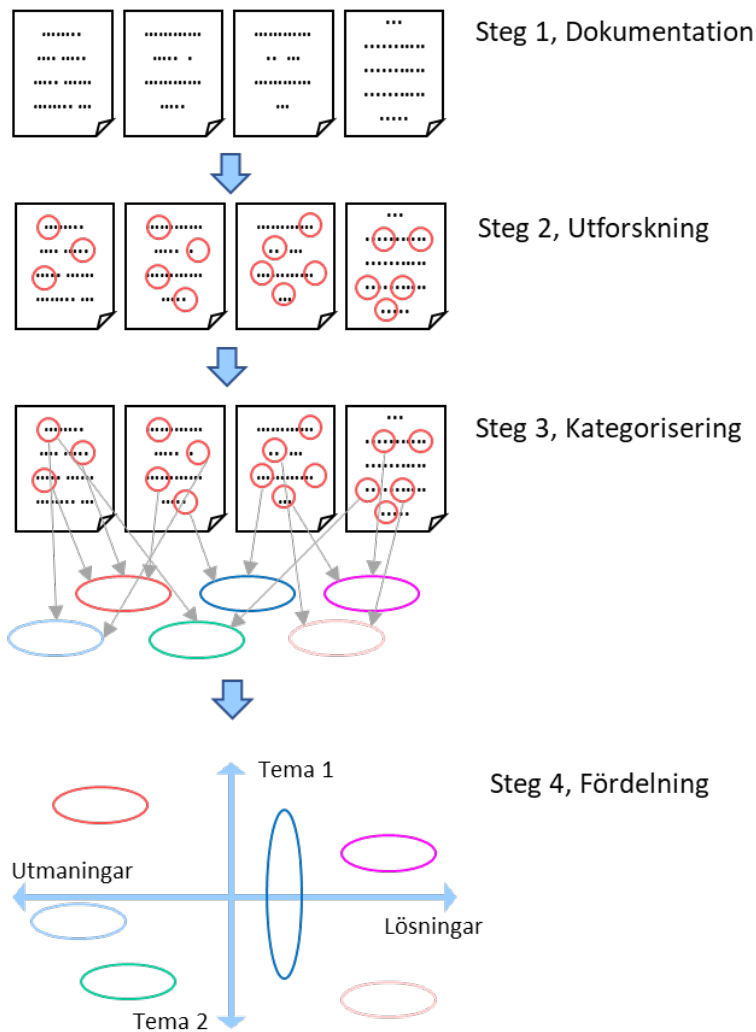 Steg 1, Dokumentation
Steg 2, Utforskning
Steg 3, Kategorisering
Steg 4, Fördelning
Tema 1
Utmaningar
Lösningar
Tema 2